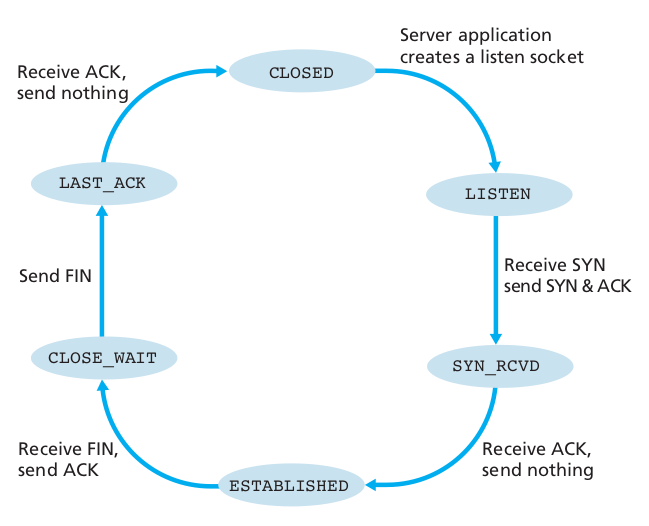 Server application
creates a listen socket
Receive ACK,
send nothing
CLOSED
LAST_ACK
LISTEN
Send FIN
Receive SYN
send SYN & ACK
CLOSE_WAIT
SYN_RCVD
Receive FIN,
send ACK
Receive ACK,
send nothing
ESTABLISHED